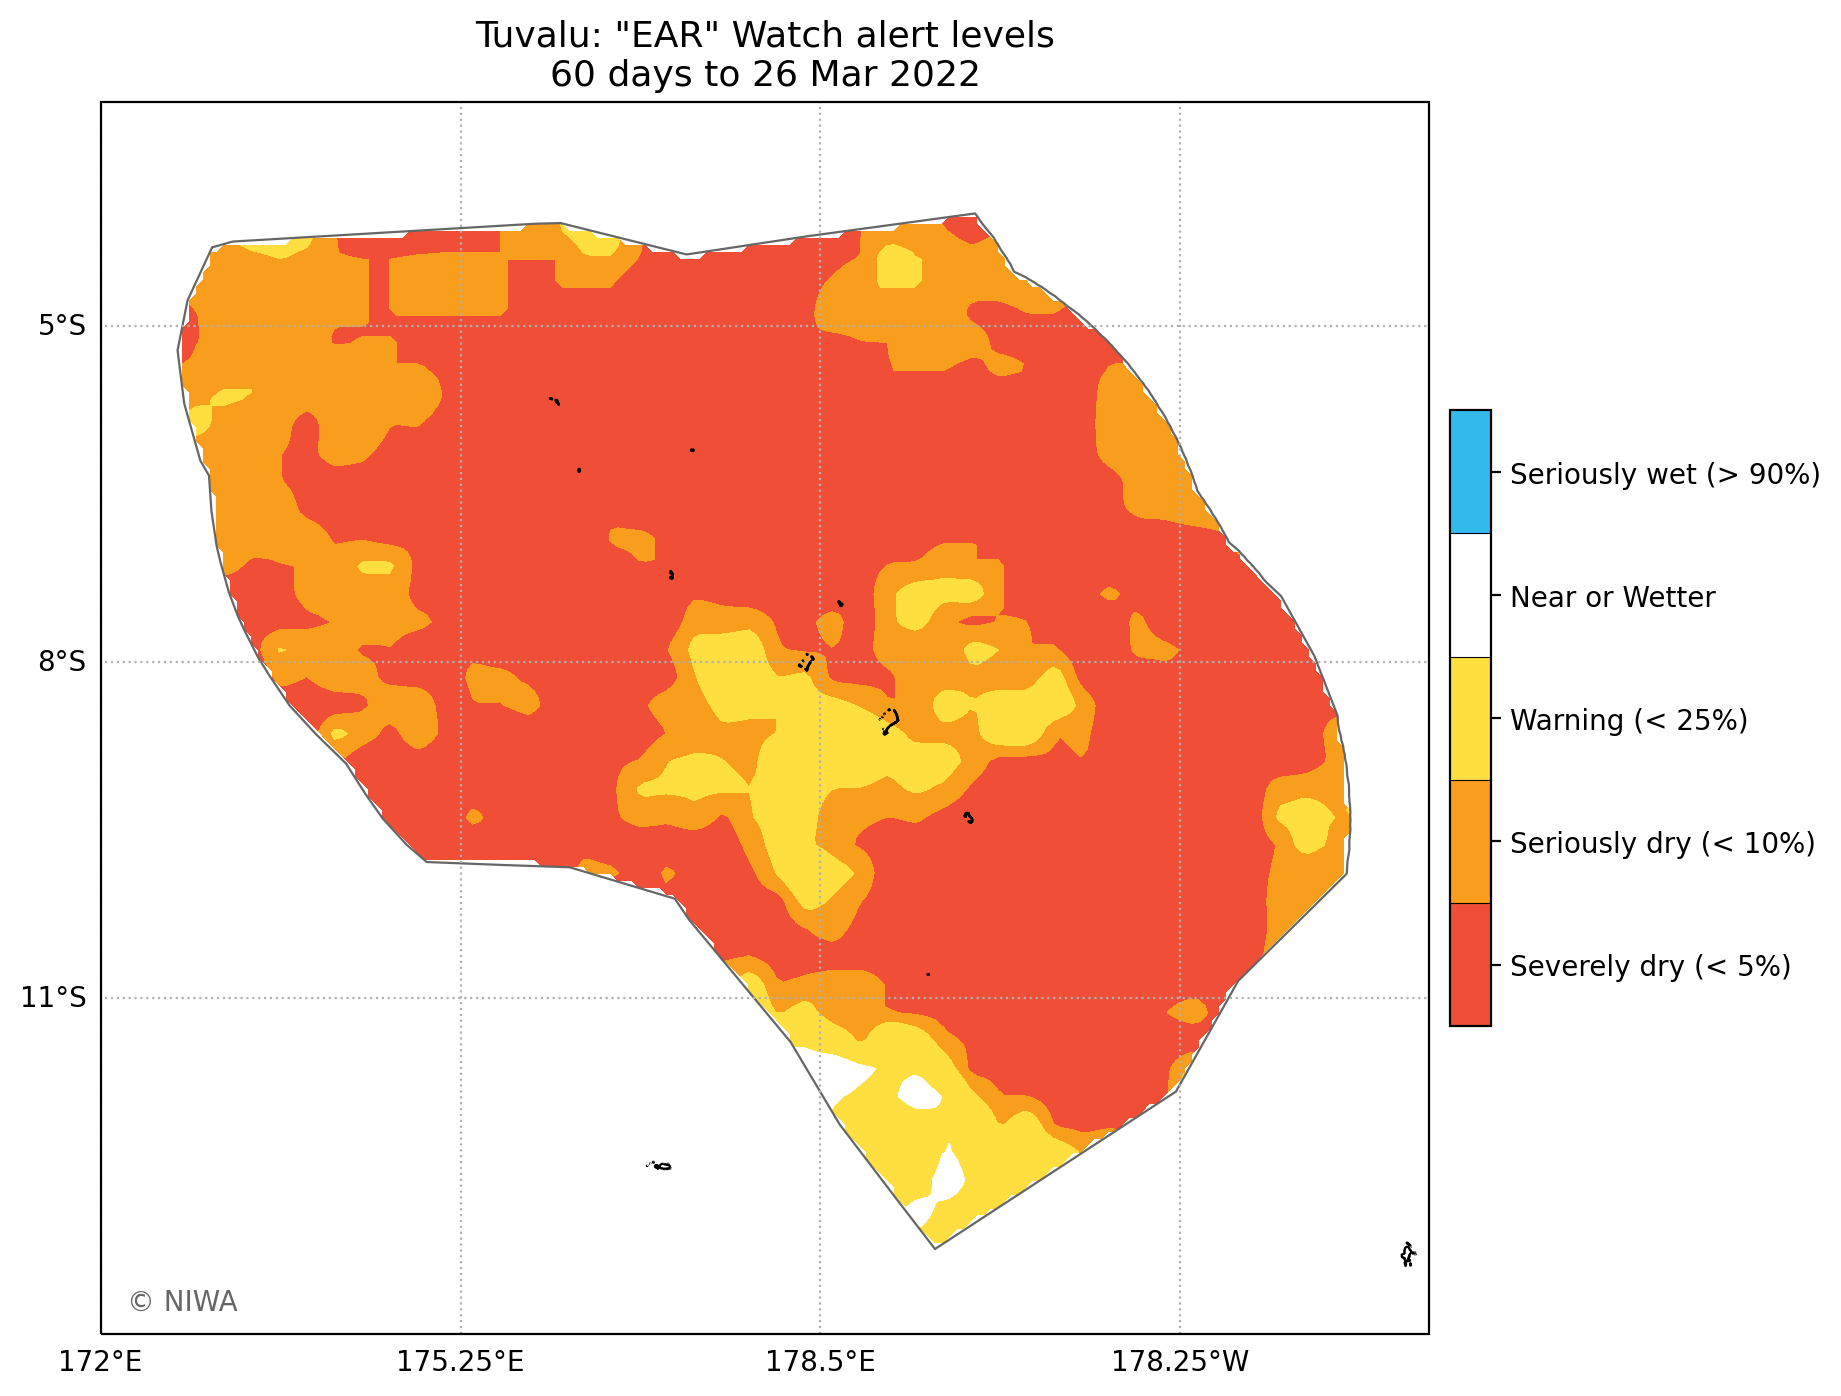 Tuvalu: "EAR" Watch alert levels
60 days to 26 Mar 2022
5°S
8°S
11°S
Seriously wet (> 90%)
Near or Wetter
Warning (< 25%)
Seriously dry (< 10%)
Severely dry (< 5%)
© NIWA
172°E
175.25°E
178.5°E
178.25°W